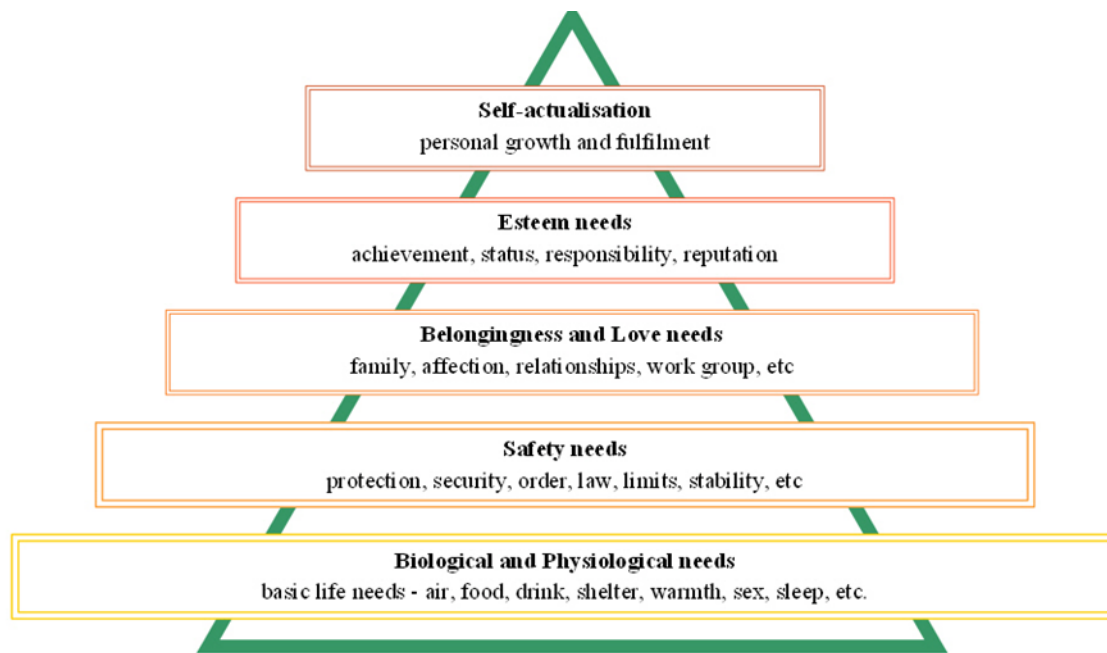 Self-actualisation
personal growth and fulfilment
Esteem needs
achievement, status, responsibility, reputation
Belongingness and Love needs
family, affection, relationships, work group, etc
Safety needs
protection, security, order, law, limits, stability, etc
Biological and Physiological needs
basic life needs - air, food, drink, shelter, warmth, sex, sleep, etc.